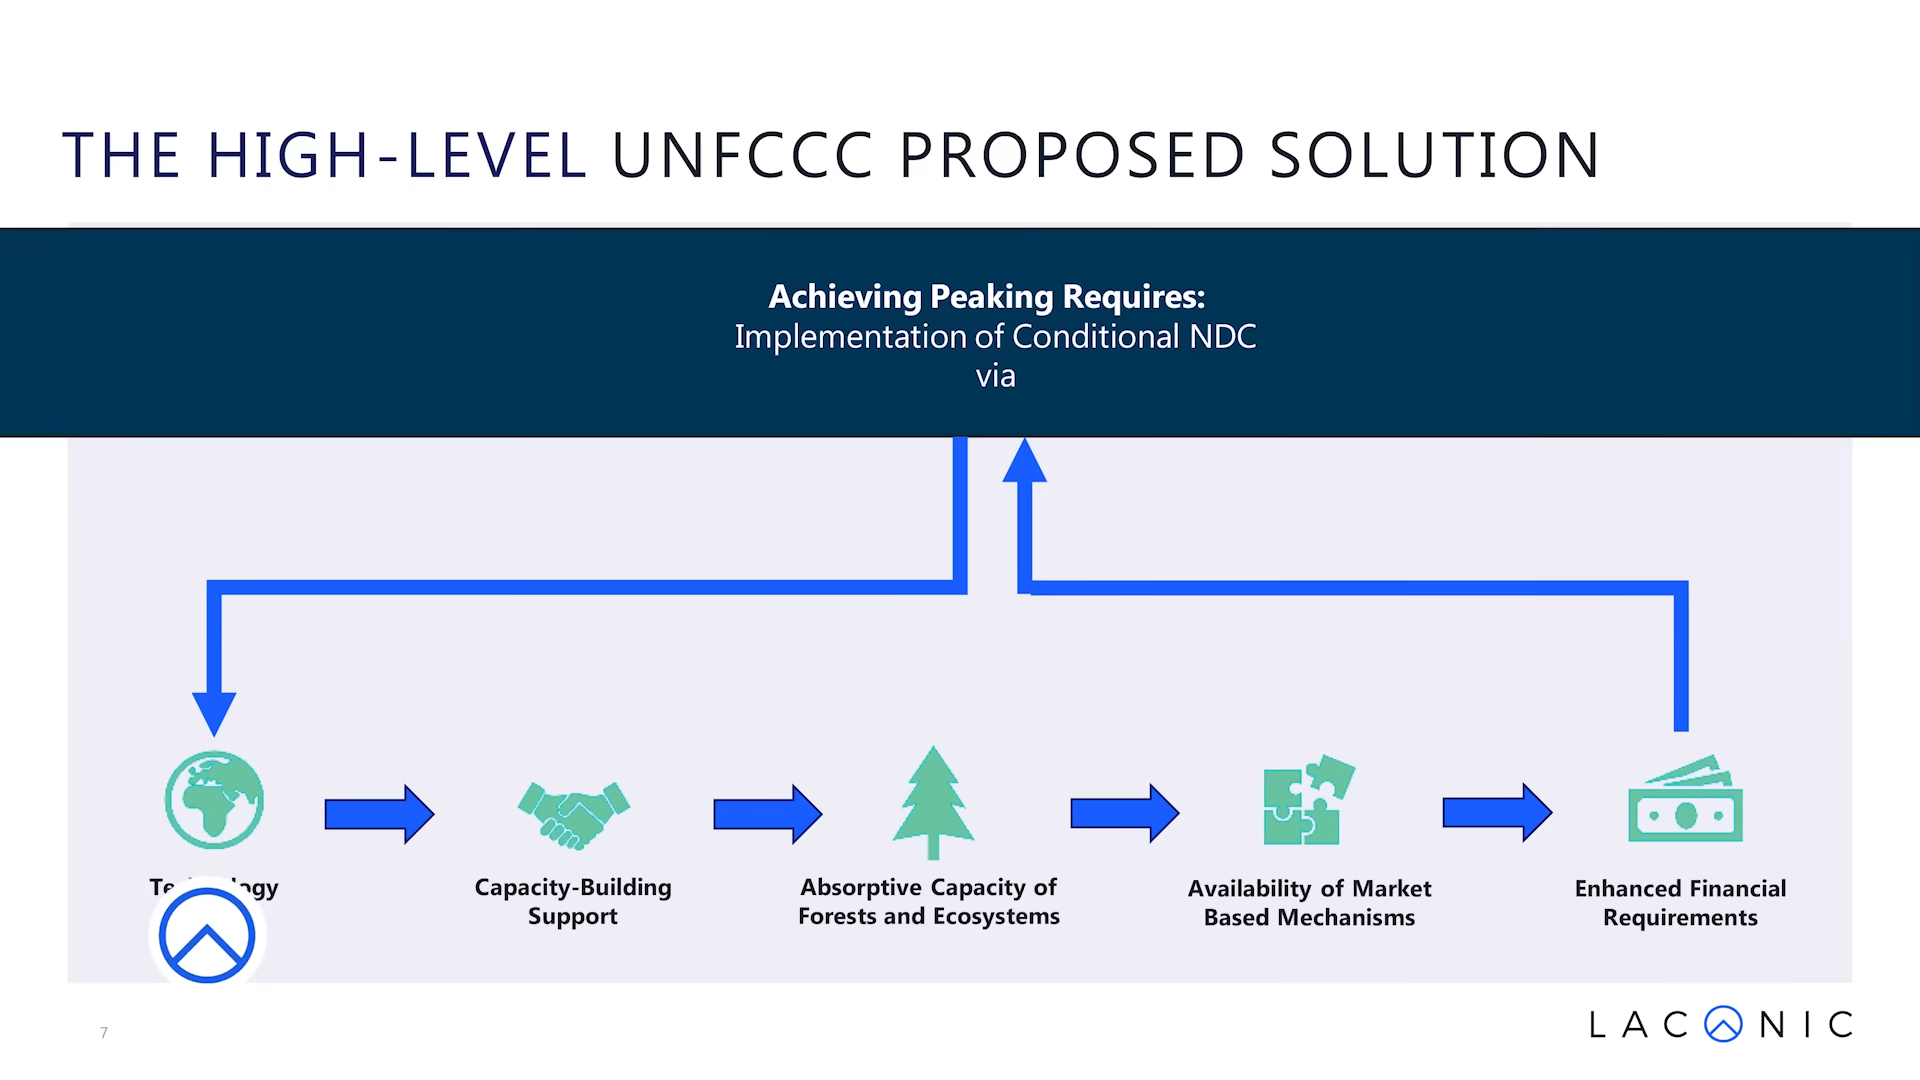 THE HIGH-LEVEL UNFCCC PROPOSED SOLUTION
Achieving Peaking Requires:
Implementation of Conditional NDC
via
Capacity-Building
Support
Absorptive Capacity of
Forests and Ecosystems
Availability of Market
Based Mechanisms
Enhanced Financial
Requirements
7
LACONIC